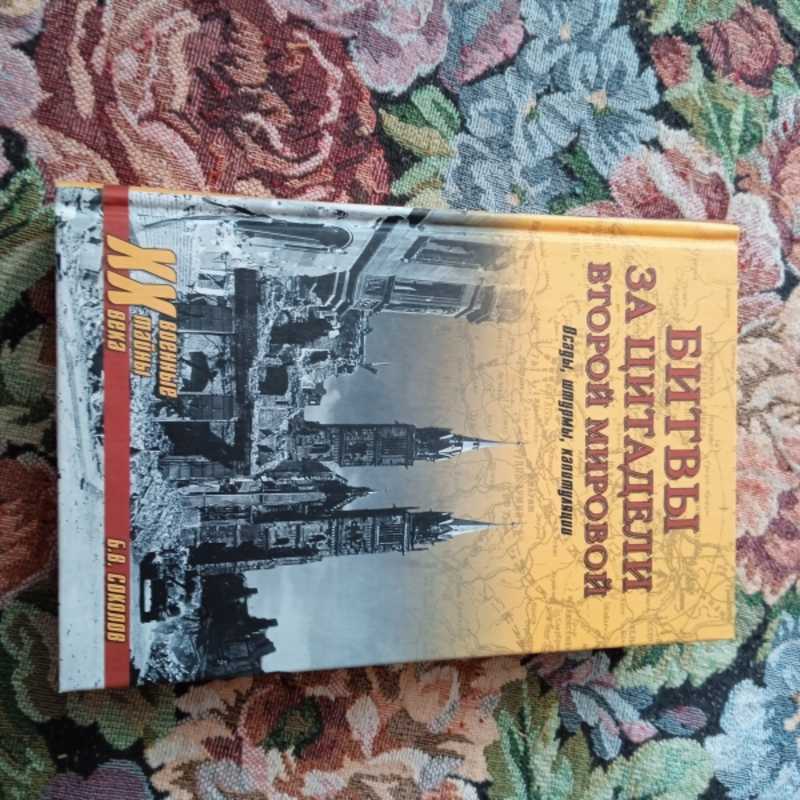 БИТВЫ
ЗА ЦИТАДЕЛИ
ВТОРОЙ МИРОВОЙ
Осады, штурмы, капитуляции
XX
военные
тайны
века
Б.В. СОКОЛОВ